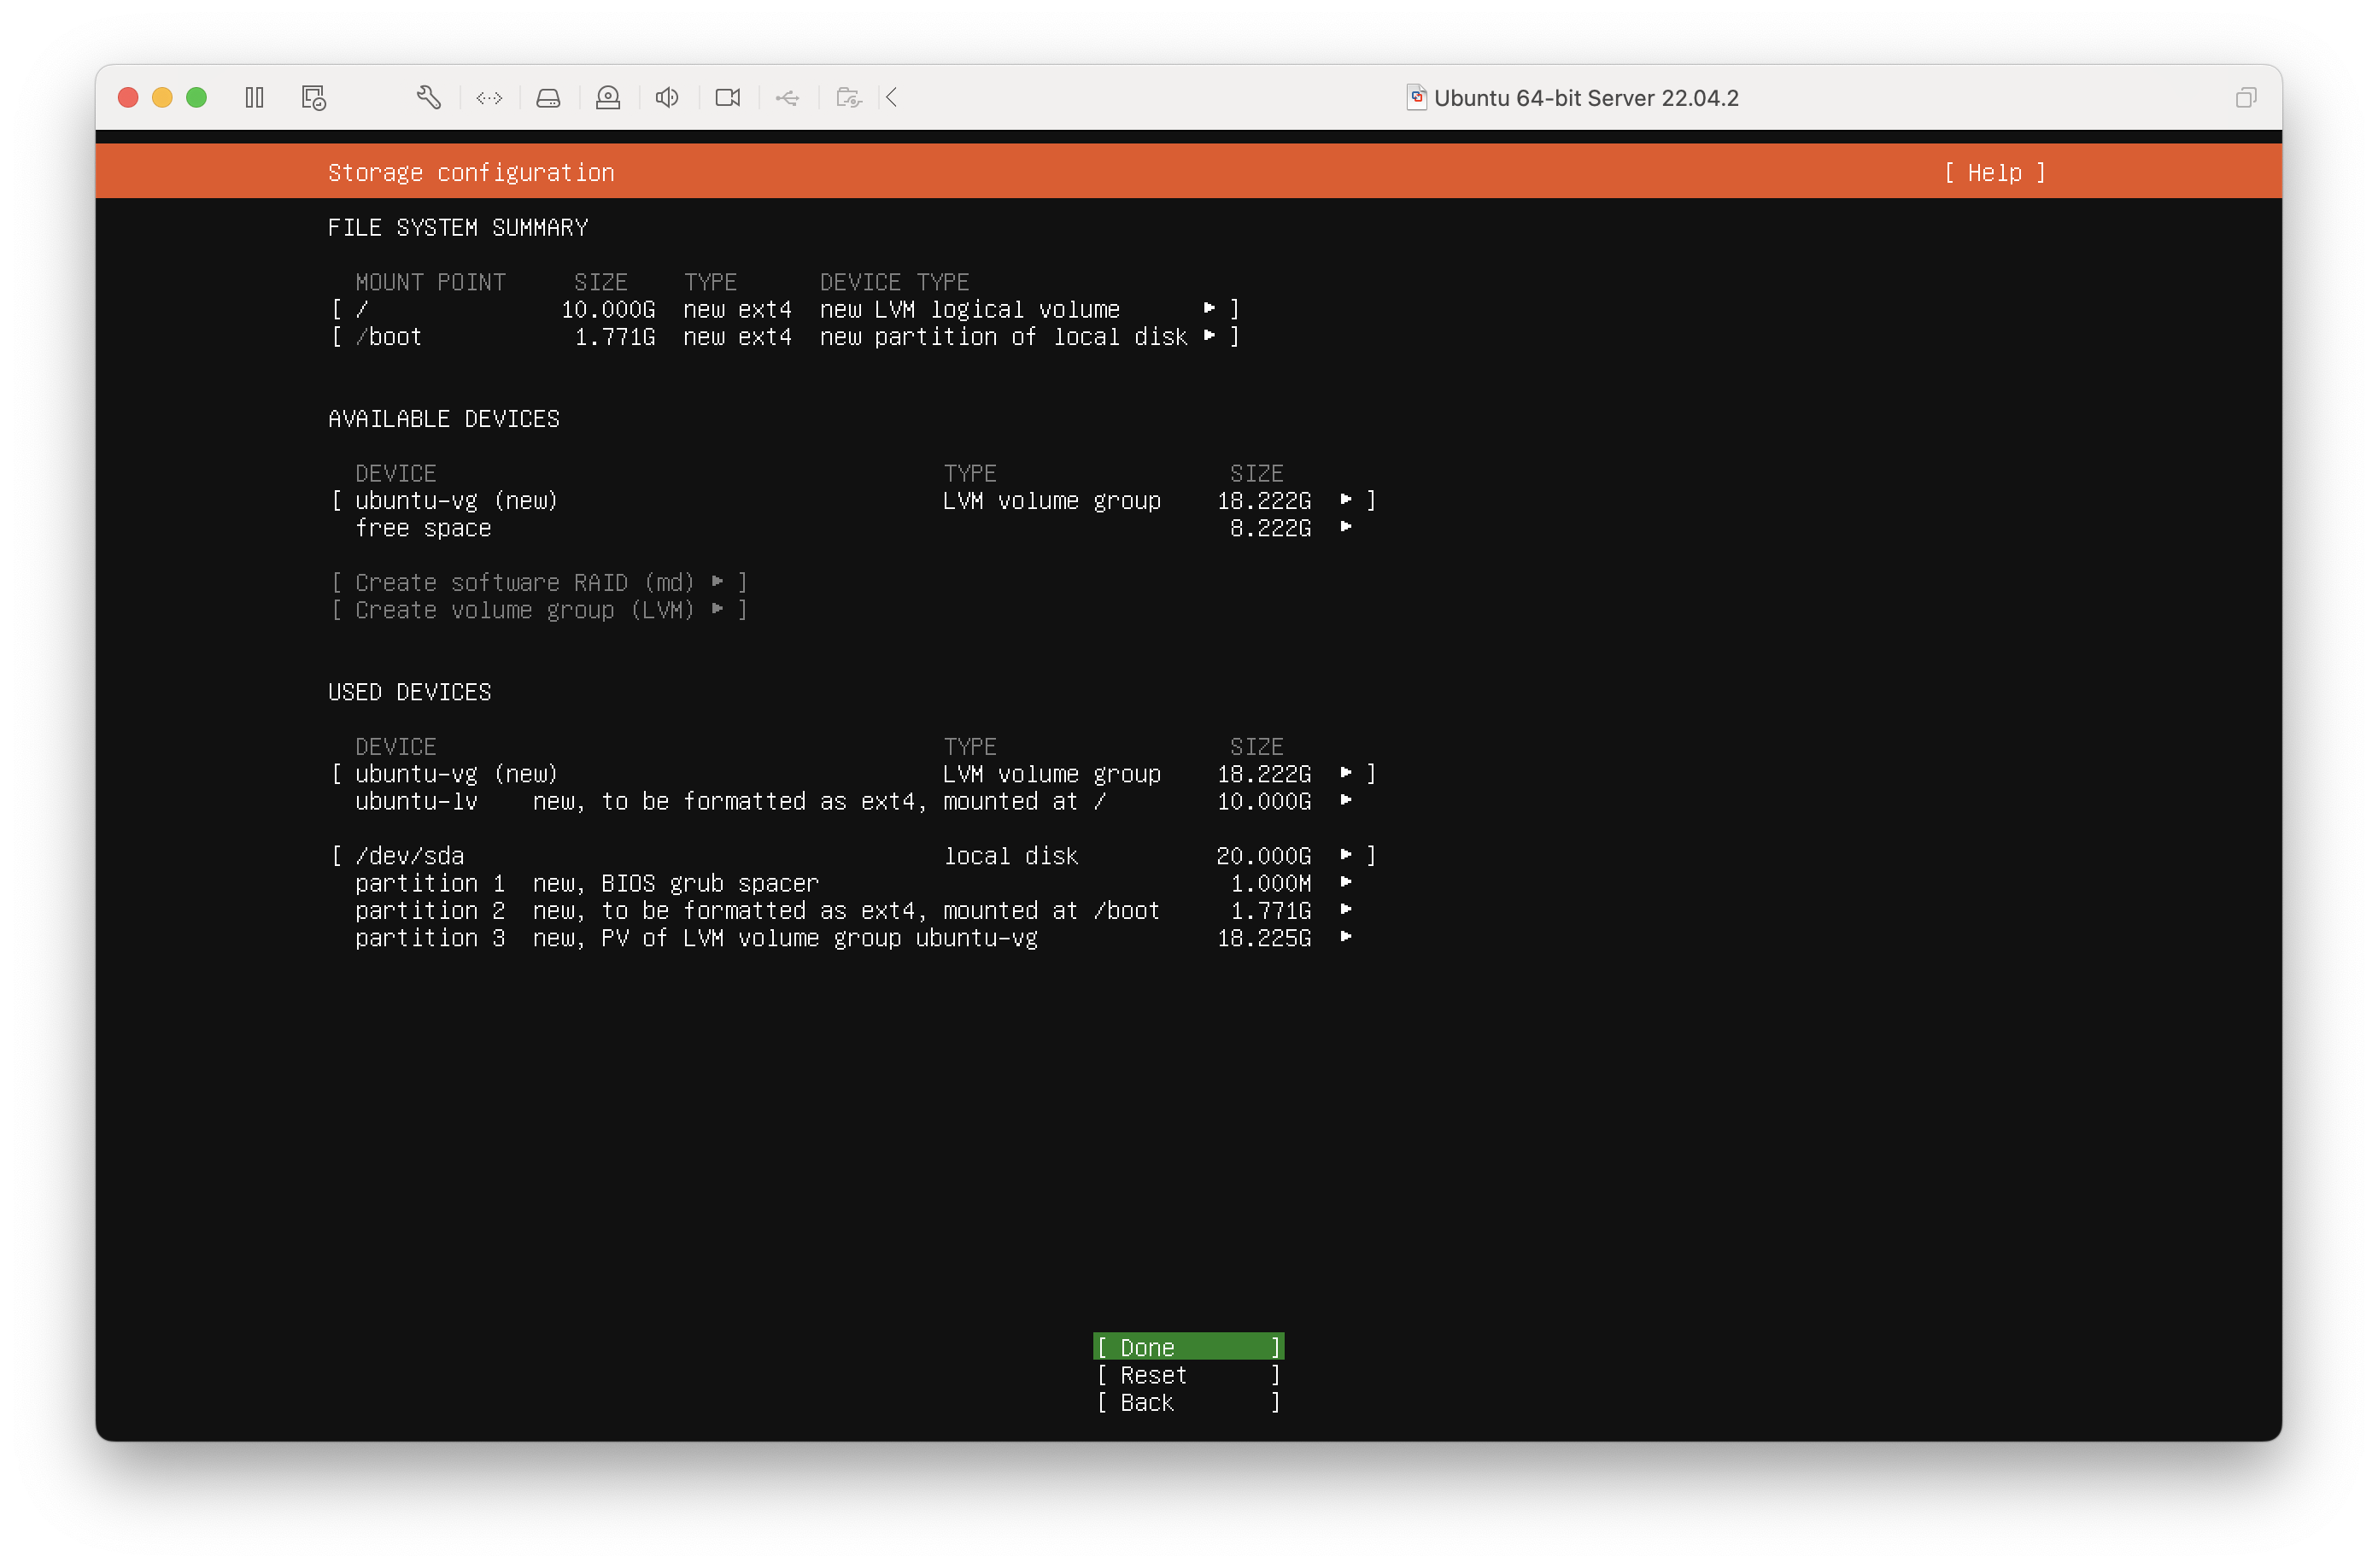 Ubuntu 64-bit Server 22.04.2
Storage configuration [ Help ]
FILE SYSTEM SUMMARY
MOUNT POINT SIZE TYPE DEVICE TYPE
[ / 10.000G new ext4 new LVM logical volume ▸ ]
[ /boot 1.771G new ext4 new partition of local disk ▸ ]
AVAILABLE DEVICES
DEVICE TYPE SIZE
[ ubuntu-vg (new) LVM volume group 18.222G ▸ ]
free space 8.222G ▸
[ Create software RAID (md) ▸ ]
[ Create volume group (LVM) ▸ ]
USED DEVICES
DEVICE TYPE SIZE
[ ubuntu-vg (new) LVM volume group 18.222G ▸ ]
ubuntu-lv new, to be formatted as ext4, mounted at / 10.000G ▸
[ /dev/sda local disk 20.000G ▸ ]
partition 1 new, BIOS grub spacer 1.000M ▸
partition 2 new, to be formatted as ext4, mounted at /boot 1.771G ▸
partition 3 new, PV of LVM volume group ubuntu-vg 18.225G ▸
[ Done ]
[ Reset ]
[ Back ]